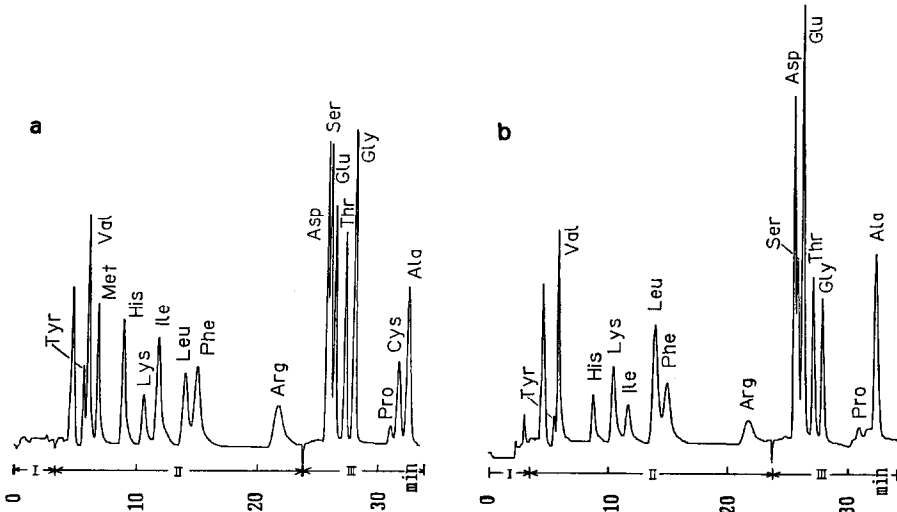 a
Tyr
Val
Met
His
Lys
Ile
Leu
Phe
Arg
Asp
Ser
Glu
Thr
Gly
Pro
Cys
Ala
I
II
III
0
10
20
30
min
b
Tyr
Val
His
Lys
Ile
Leu
Phe
Arg
Ser
Asp
Glu
Thr
Gly
Pro
Ala
I
II
III
0
10
20
30
min